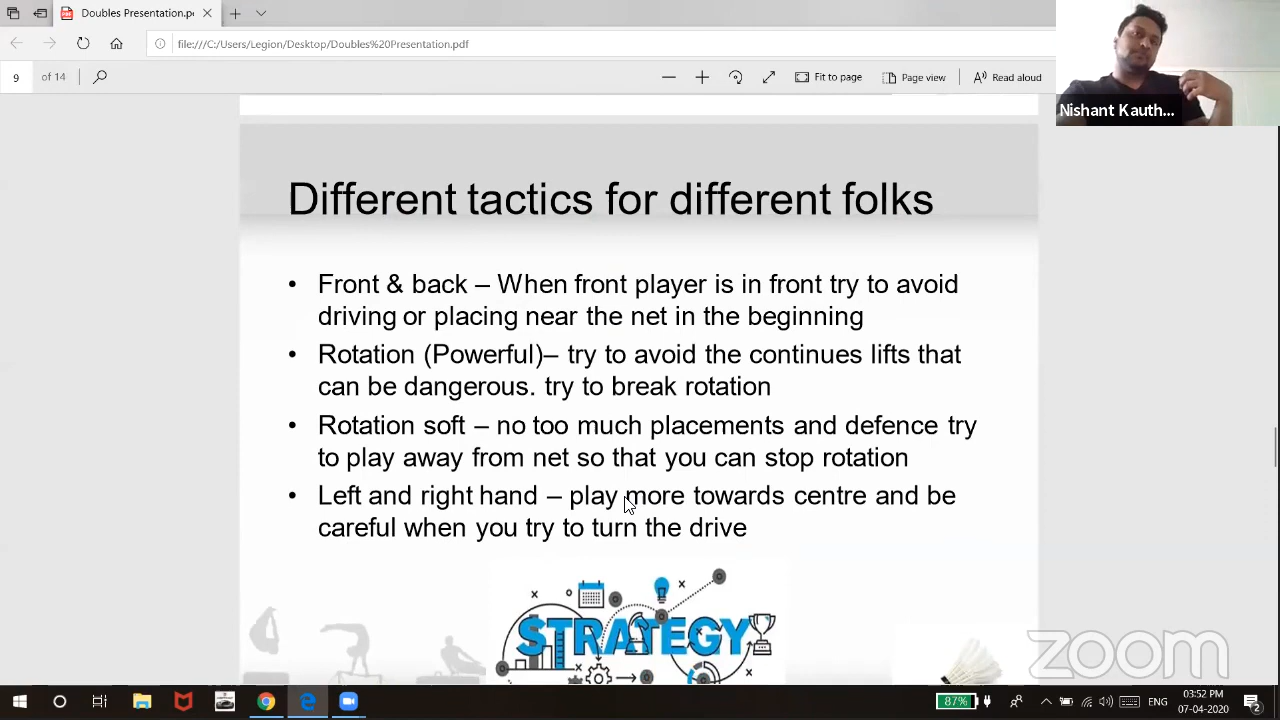 Doubles Presentation.p
file:///C:/Users/Legion/Desktop/Doubles%20Presentation.pdf
9 of 14
Fit to page
Page view
Read aloud
Nishant Kauth...
Different tactics for different folks
• Front & back – When front player is in front try to avoid
driving or placing near the net in the beginning
• Rotation (Powerful)– try to avoid the continues lifts that
can be dangerous. try to break rotation
• Rotation soft – no too much placements and defence try
to play away from net so that you can stop rotation
• Left and right hand – play more towards centre and be
careful when you try to turn the drive
STRATEGY
zoom
87%
ENG
03:52 PM
07-04-2020
2